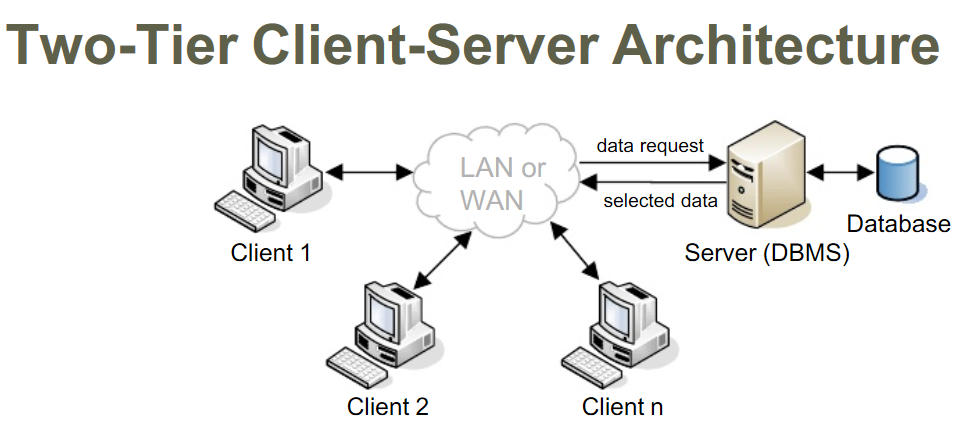 Two-Tier Client-Server Architecture
LAN or
WAN
data request
selected data
Database
Server (DBMS)
Client 1
Client 2
Client n